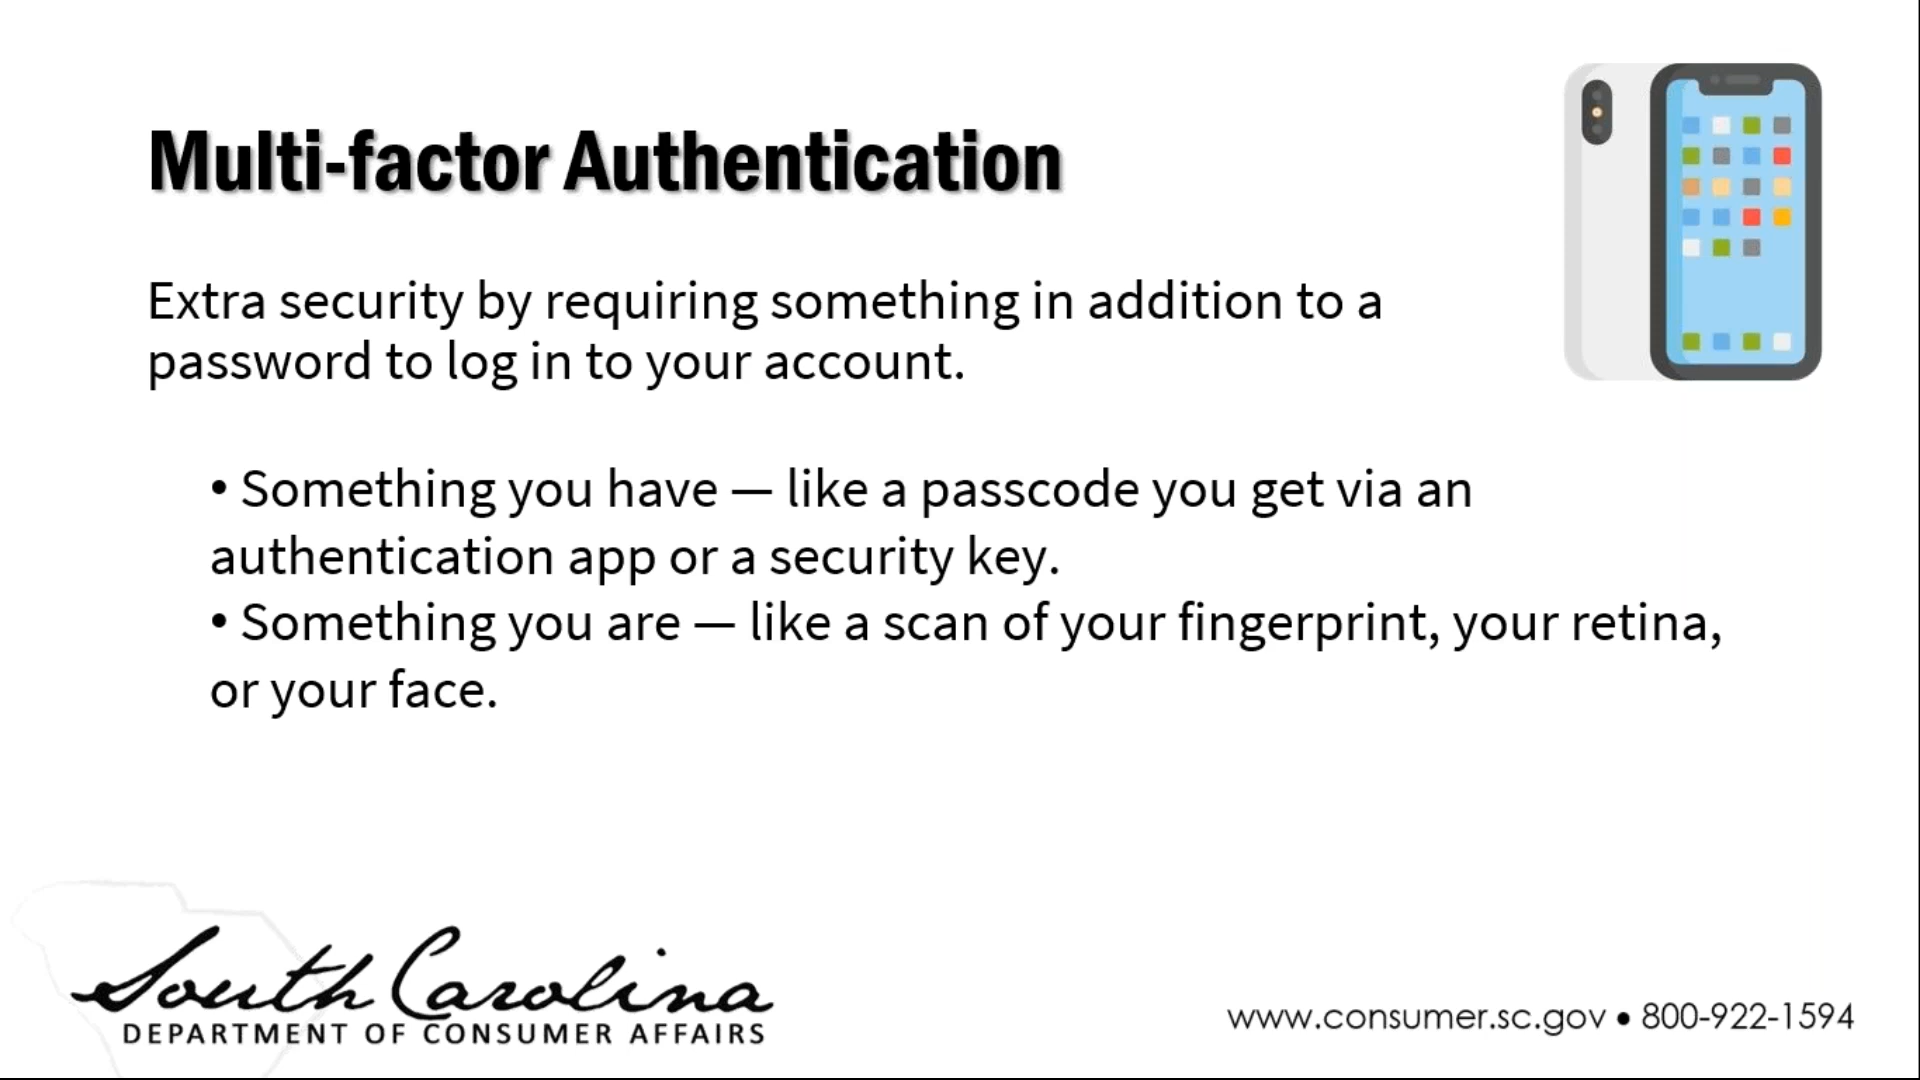 Multi-factor Authentication
Extra security by requiring something in addition to a
password to log in to your account.
• Something you have — like a passcode you get via an
authentication app or a security key.
• Something you are — like a scan of your fingerprint, your retina,
or your face.
South Carolina
DEPARTMENT OF CONSUMER AFFAIRS
www.consumer.sc.gov • 800-922-1594